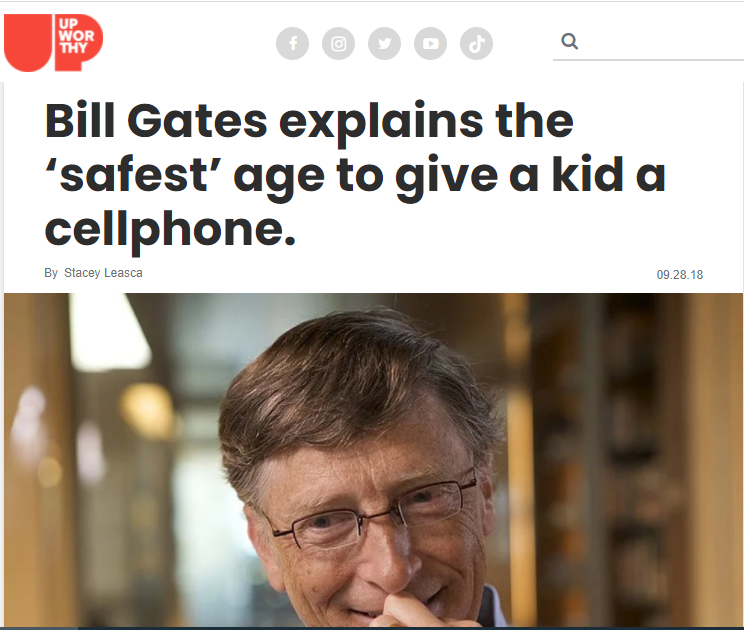 UP
WOR
THY
Bill Gates explains the
‘safest’ age to give a kid a
cellphone.
By Stacey Leasca
09.28.18